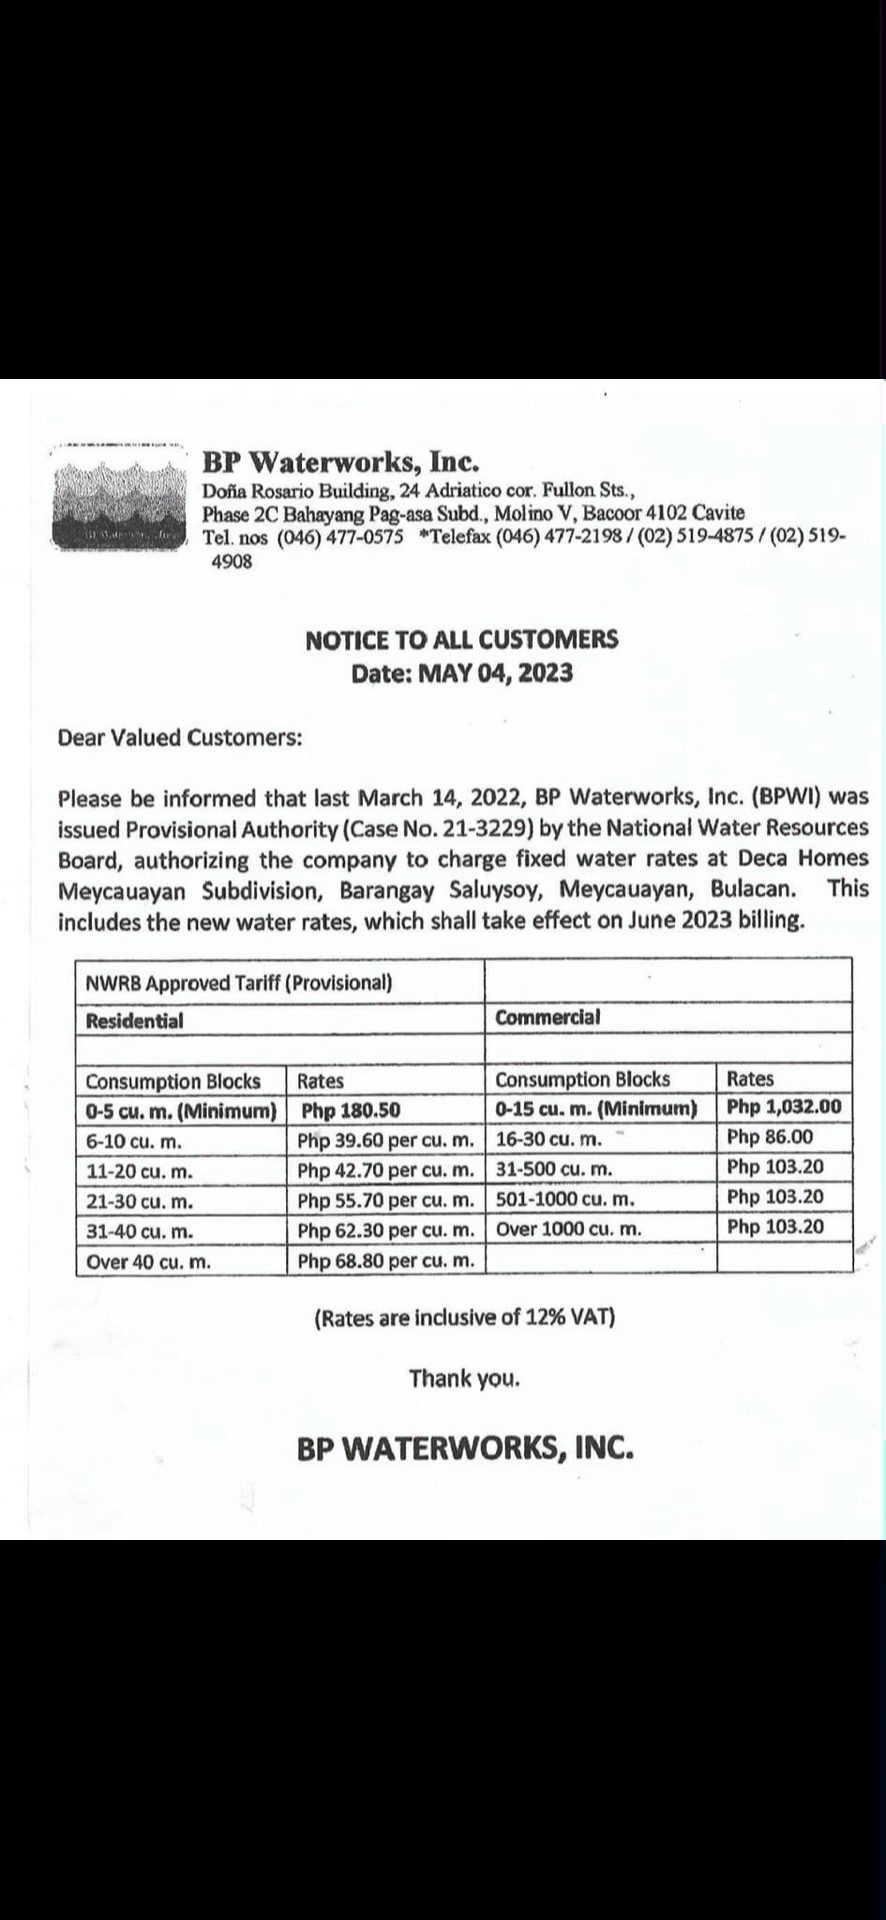 BP Waterworks, Inc.
Doña Rosario Building, 24 Adriatico cor. Fullon Sts.,
Phase 2C Bahayang Pag-asa Subd., Molino V, Bacoor 4102 Cavite
Tel. nos (046) 477-0575 *Telefax (046) 477-2198 / (02) 519-4875 / (02) 519-
4908
NOTICE TO ALL CUSTOMERS
Date: MAY 04, 2023
Dear Valued Customers:
Please be informed that last March 14, 2022, BP Waterworks, Inc. (BPWI) was
issued Provisional Authority (Case No. 21-3229) by the National Water Resources
Board, authorizing the company to charge fixed water rates at Deca Homes
Meycauayan Subdivision, Barangay Saluysoy, Meycauayan, Bulacan. This
includes the new water rates, which shall take effect on June 2023 billing.
NWRB Approved Tariff (Provisional)
Residential Commercial
Consumption Blocks Rates Consumption Blocks Rates
0-5 cu. m. (Minimum) Php 180.50 0-15 cu. m. (Minimum) Php 1,032.00
6-10 cu. m. Php 39.60 per cu. m. 16-30 cu. m. Php 86.00
11-20 cu. m. Php 42.70 per cu. m. 31-500 cu. m. Php 103.20
21-30 cu. m. Php 55.70 per cu. m. 501-1000 cu. m. Php 103.20
31-40 cu. m. Php 62.30 per cu. m. Over 1000 cu. m. Php 103.20
Over 40 cu. m. Php 68.80 per cu. m.
(Rates are inclusive of 12% VAT)
Thank you.
BP WATERWORKS, INC.